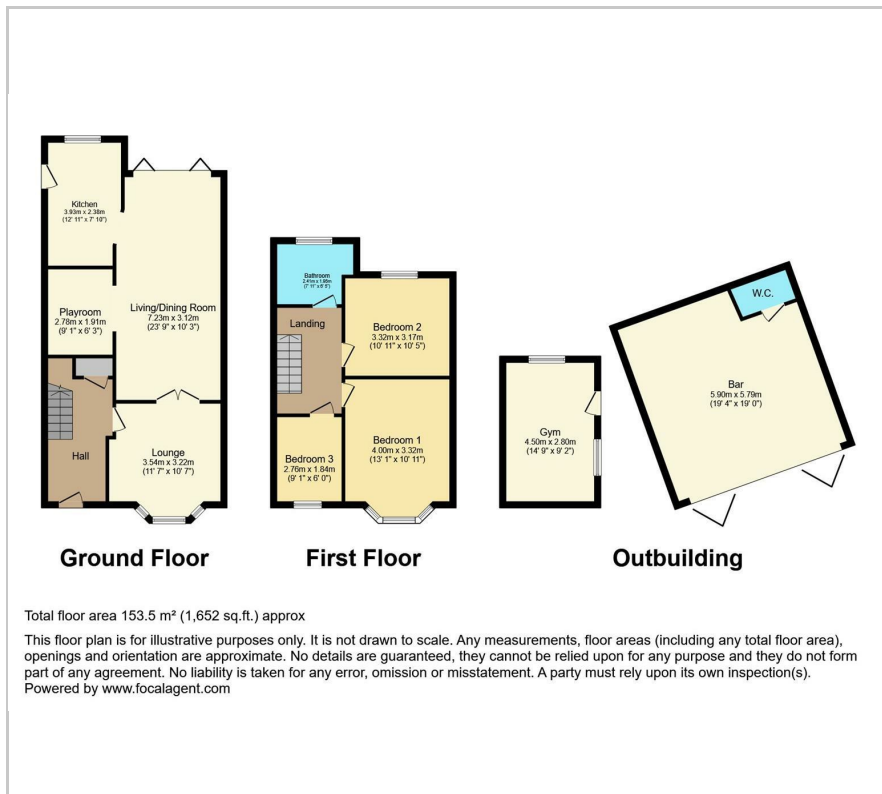 Kitchen
3.93m x 2.38m
(12' 11" x 7' 10")
Playroom
2.78m x 1.91m
(9' 1" x 6' 3")
Living/Dining Room
7.23m x 3.12m
(23' 9" x 10' 3")
Hall
Lounge
3.54m x 3.22m
(11' 7" x 10' 7")
Ground Floor
Bathroom
2.41m x 1.95m
(7' 11" x 6' 5")
Landing
Bedroom 2
3.32m x 3.17m
(10' 11" x 10' 5")
Bedroom 3
2.76m x 1.84m
(9' 1" x 6' 0")
Bedroom 1
4.00m x 3.32m
(13' 1" x 10' 11")
First Floor
W.C.
Bar
5.90m x 5.79m
(19' 4" x 19' 0")
Gym
4.50m x 2.80m
(14' 9" x 9' 2")
Outbuilding
Total floor area 153.5 m² (1,652 sq.ft.) approx
This floor plan is for illustrative purposes only. It is not drawn to scale. Any measurements, floor areas (including any total floor area),
openings and orientation are approximate. No details are guaranteed, they cannot be relied upon for any purpose and they do not form
part of any agreement. No liability is taken for any error, omission or misstatement. A party must rely upon its own inspection(s).
Powered by www.focalagent.com